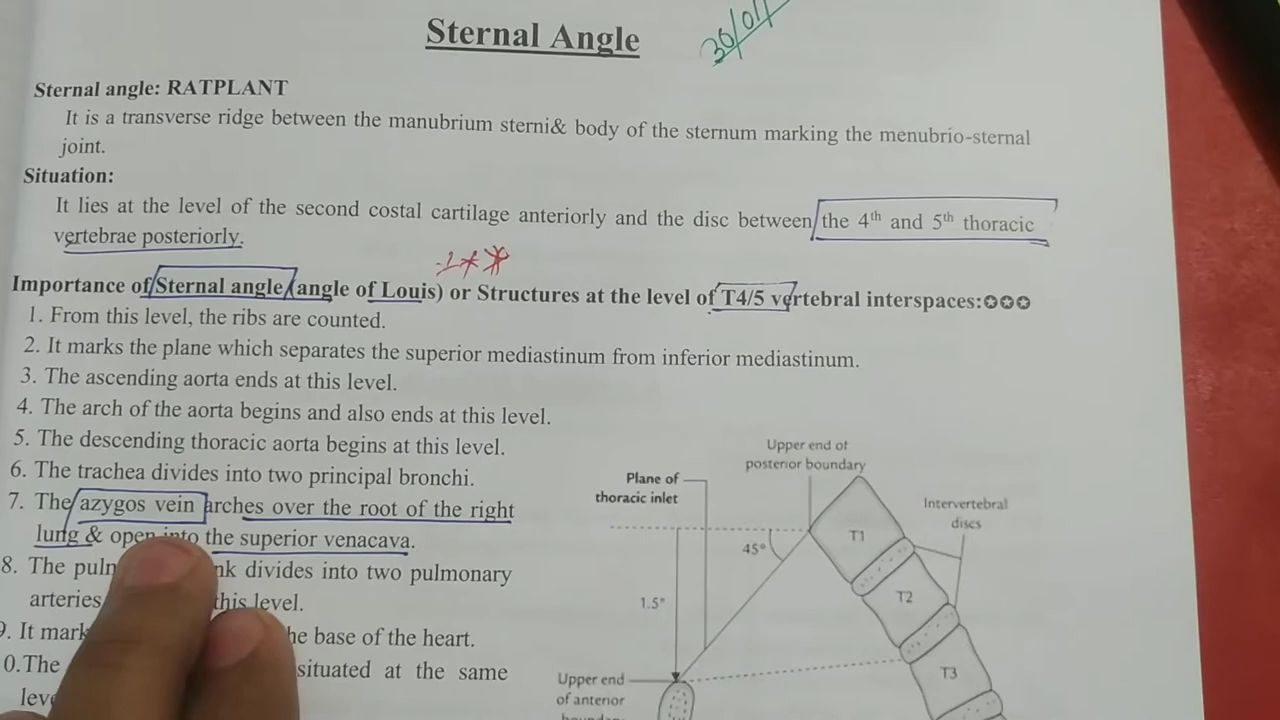 Sternal Angle
30/04
Sternal angle: RATPLANT
It is a transverse ridge between the manubrium sterni& body of the sternum marking the menubrio-sternal
joint.
Situation:
It lies at the level of the second costal cartilage anteriorly and the disc between the 4th and 5th thoracic
vertebrae posteriorly.
Importance of Sternal angle (angle of Louis) or Structures at the level of T4/5 vertebral interspaces:✪✪✪
1. From this level, the ribs are counted.
2. It marks the plane which separates the superior mediastinum from inferior mediastinum.
3. The ascending aorta ends at this level.
4. The arch of the aorta begins and also ends at this level.
5. The descending thoracic aorta begins at this level.
6. The trachea divides into two principal bronchi.
7. The azygos vein arches over the root of the right
lung & open into the superior venacava.
8. The divides into two pulmonary
arteries this level.
9. It the base of the heart.
0.The situated at the same
Upper end of
posterior boundary
Plane of
thoracic inlet
Intervertebral
discs
T1
45°
T2
1.5"
T3
Upper end
of anterior